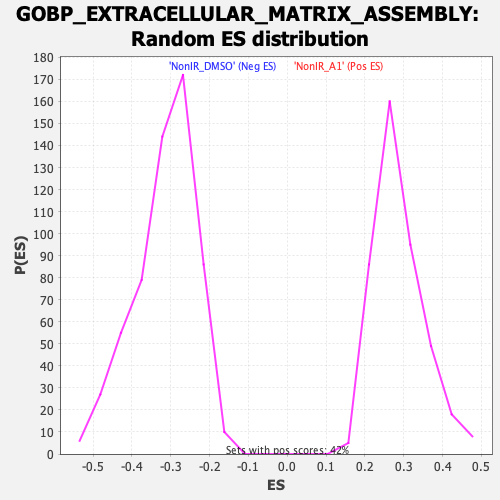 GOBP_EXTRACELLULAR_MATRIX_ASSEMBLY:
Random ES distribution
'NonIR_DMSO' (Neg ES) 'NonIR_A1' (Pos ES)
180
170
160
150
140
130
120
110
100
90
80
70
60
50
40
30
20
10
0
P(ES)
Sets with pos scores: 42%
-0.5 -0.4 -0.3 -0.2 -0.1 0.0 0.1 0.2 0.3 0.4 0.5
ES